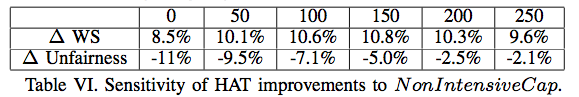 0 50 100 150 200 250
Δ WS 8.5% 10.1% 10.6% 10.8% 10.3% 9.6%
Δ Unfairness -11% -9.5% -7.1% -5.0% -2.5% -2.1%
Table VI. Sensitivity of HAT improvements to NonIntensiveCap.